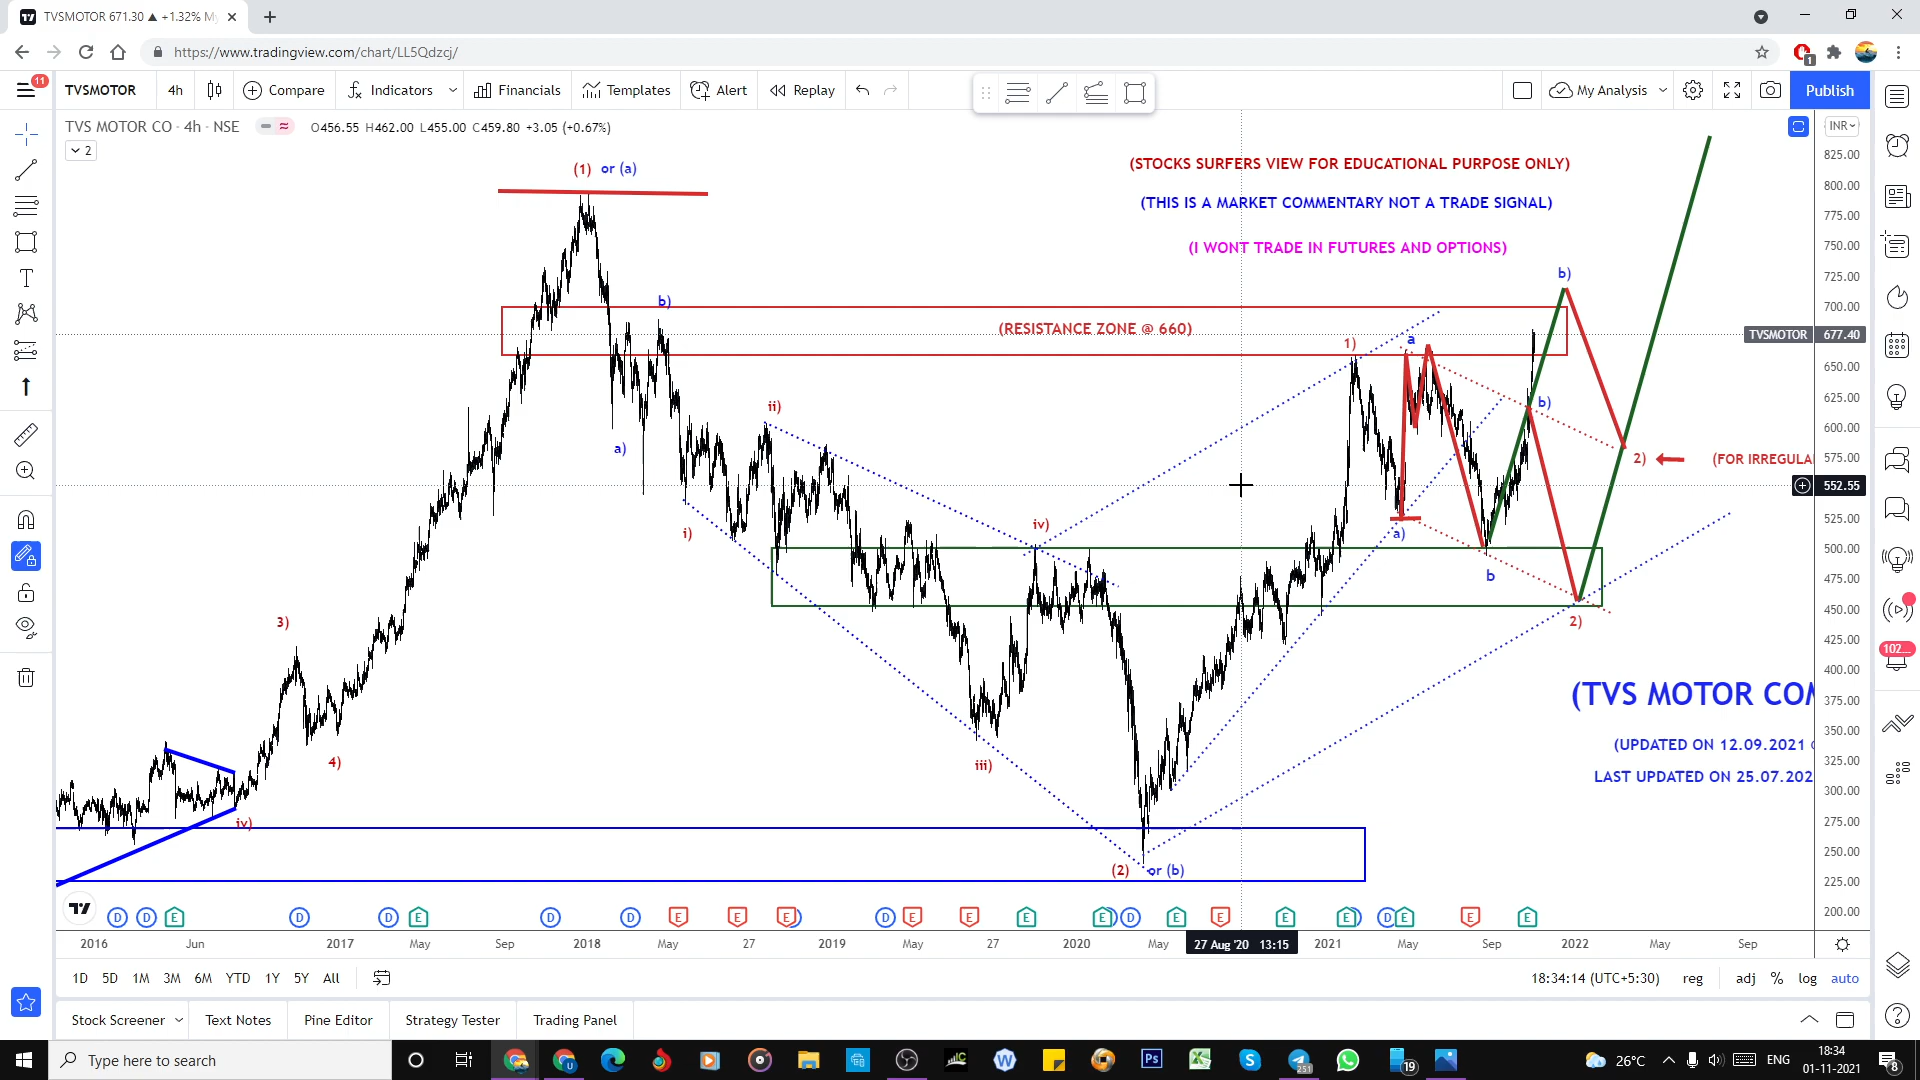 TVSMOTOR 671.30 ▲ +1.32% My
https://www.tradingview.com/chart/LL5Qdzcj/
1
11
TVSMOTOR 4h Compare Indicators Financials Templates Alert Replay My Analysis Publish
TVS MOTOR CO · 4h · NSE O456.55 H462.00 L455.00 C459.80 +3.05 (+0.67%) INR
2
(1) or (a)
(STOCKS SURFERS VIEW FOR EDUCATIONAL PURPOSE ONLY)
(THIS IS A MARKET COMMENTARY NOT A TRADE SIGNAL)
(I WONT TRADE IN FUTURES AND OPTIONS)
b)
b)
(RESISTANCE ZONE @ 660)
1)
a
ii)
b)
a)
2)
(FOR IRREGULA
iv)
i)
a)
b
3)
2)
(TVS MOTOR COM
4)
iii)
(UPDATED ON 12.09.2021
LAST UPDATED ON 25.07.202
iv)
(2) or (b)
825.00
800.00
775.00
750.00
725.00
700.00
TVSMOTOR 677.40
650.00
625.00
600.00
575.00
552.55
525.00
500.00
475.00
450.00
425.00
400.00
375.00
350.00
325.00
300.00
275.00
250.00
225.00
200.00
102...
D D E D D E D D E E E D E E E E D E E E E D E E E
2016 Jun 2017 May Sep 2018 May 27 2019 May 27 2020 May 27 Aug '20 13:15 2021 May Sep 2022 May Sep
1D 5D 1M 3M 6M YTD 1Y 5Y All 18:34:14 (UTC+5:30) reg adj % log auto
Stock Screener Text Notes Pine Editor Strategy Tester Trading Panel
Type here to search
U
W
Ps
S
251
19
26°C
ENG
18:34
01-11-2021
8